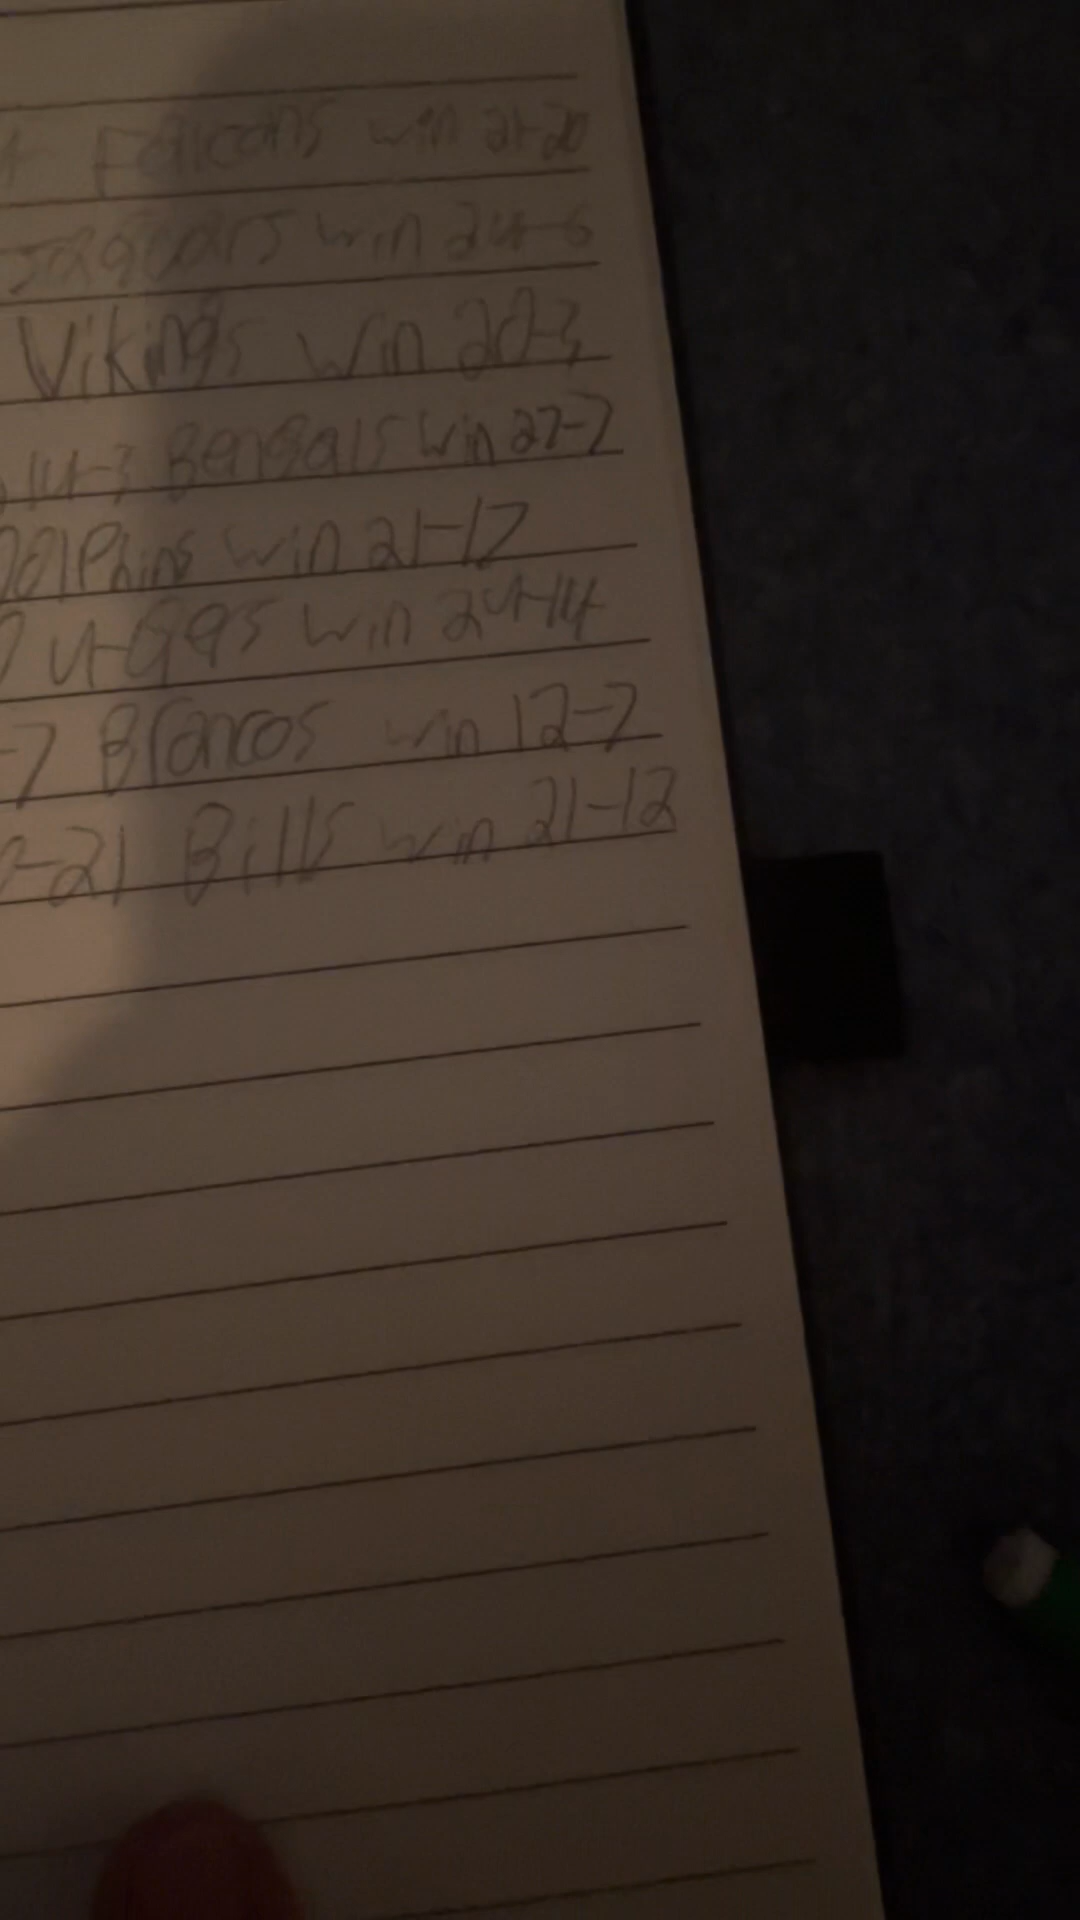 Falcons win 21-20
Jaguars win 24-6
Vikings win 20-3
14-3 Bengals win 27-7
Dolphins win 21-17
win 24-14
-7 Broncos win 12-7
-21 Bills win 21-12